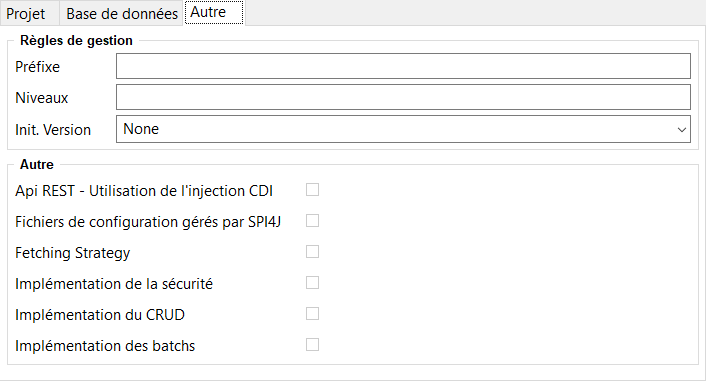 Projet Base de données Autre
Règles de gestion
Préfixe
Niveaux
Init. Version None
Autre
Api REST - Utilisation de l'injection CDI
Fichiers de configuration gérés par SPI4J
Fetching Strategy
Implémentation de la sécurité
Implémentation du CRUD
Implémentation des batchs